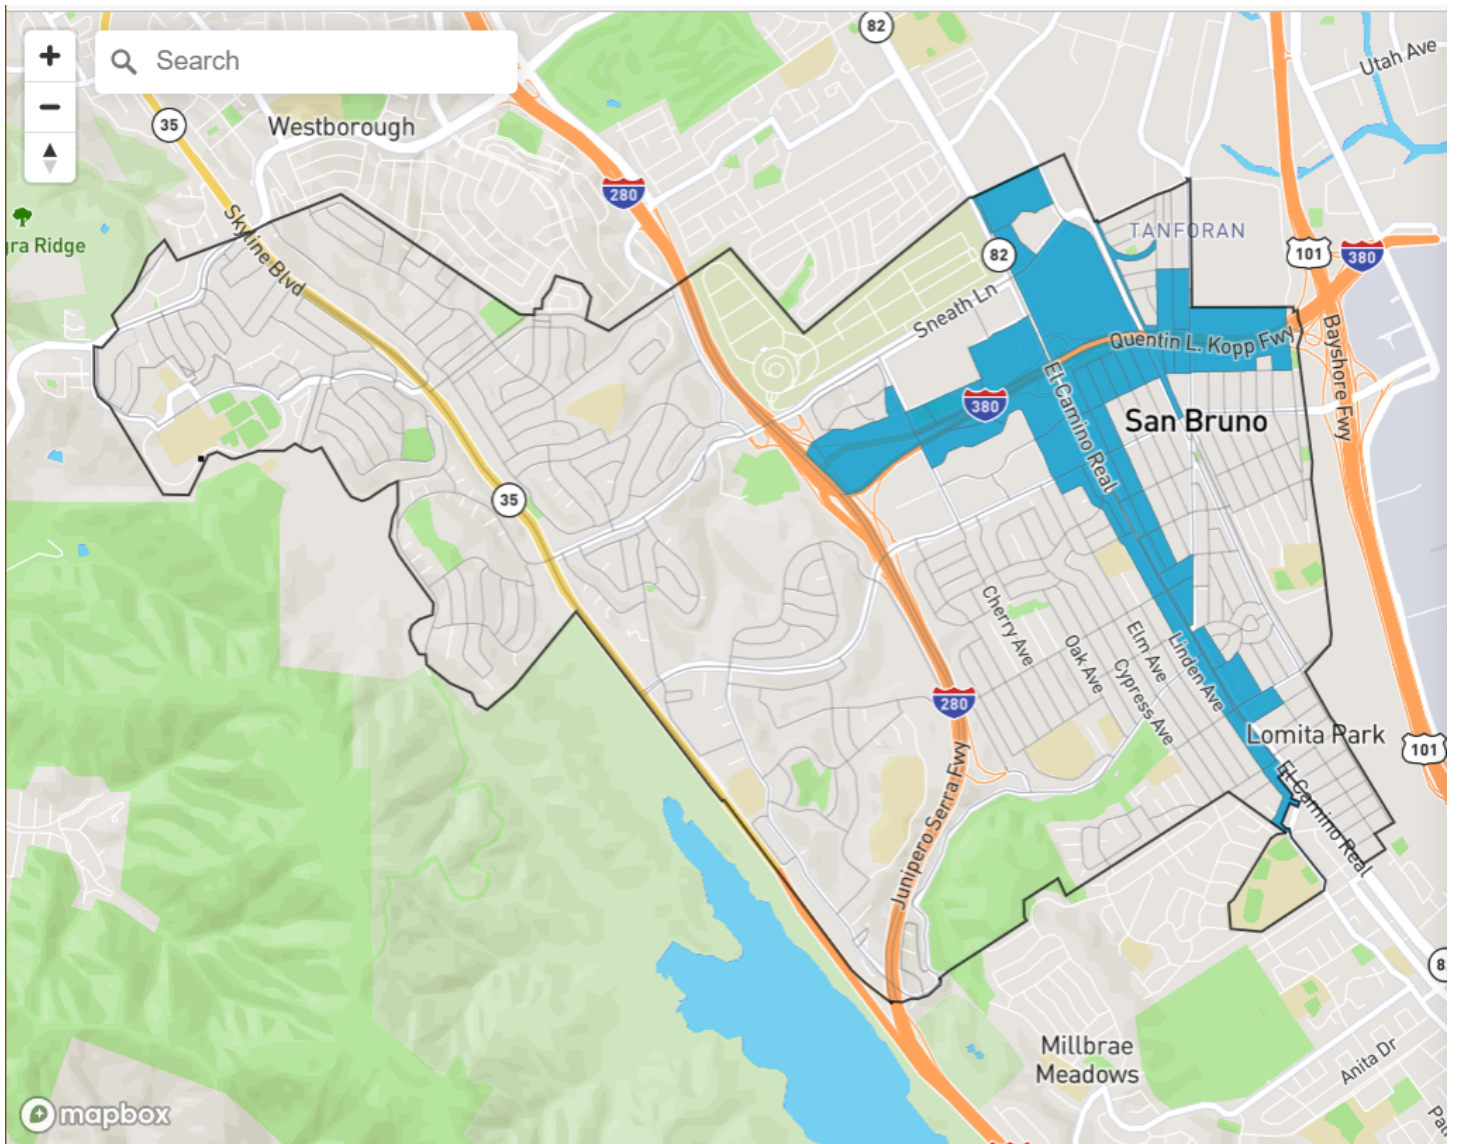 82
Utah Ave
Search
35
Westborough
280
gra Ridge
Skyline Blvd
TANFORAN
82
101
380
Sneath Ln
Quentin L. Kopp Fwy
Bayshore Fwy
El Camino Real
380
San Bruno
35
Cherry Ave
Oak Ave
Elm Ave
Cypress Ave
Linden Ave
280
Lomita Park
101
El Camino Real
Junipero Serra Fwy
8
Millbrae
Meadows
Anita Dr
mapbox